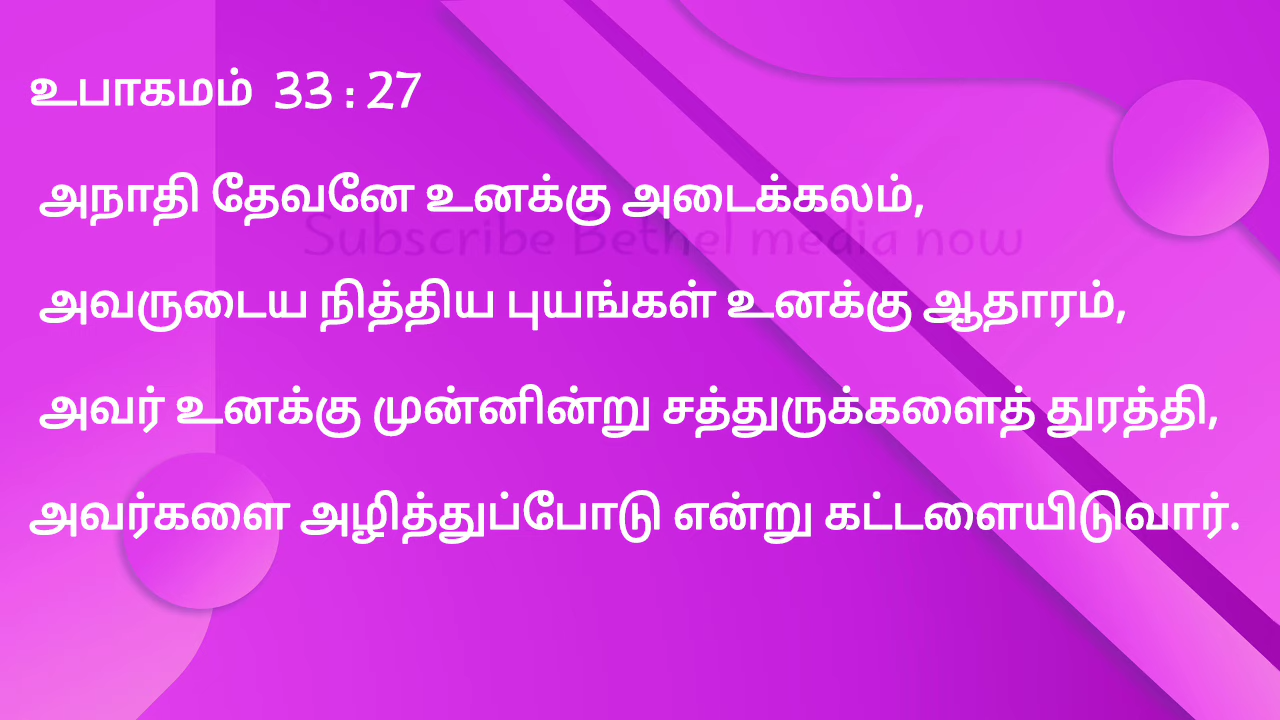 உபாகமம் 33 : 27
அநாதி தேவனே உனக்கு அடைக்கலம்,
Subscribe Bethel media now
அவருடைய நித்திய புயங்கள் உனக்கு ஆதாரம்,
அவர் உனக்கு முன்னின்று சத்துருக்களைத் துரத்தி,
அவர்களை அழித்துப்போடு என்று கட்டளையிடுவார்.